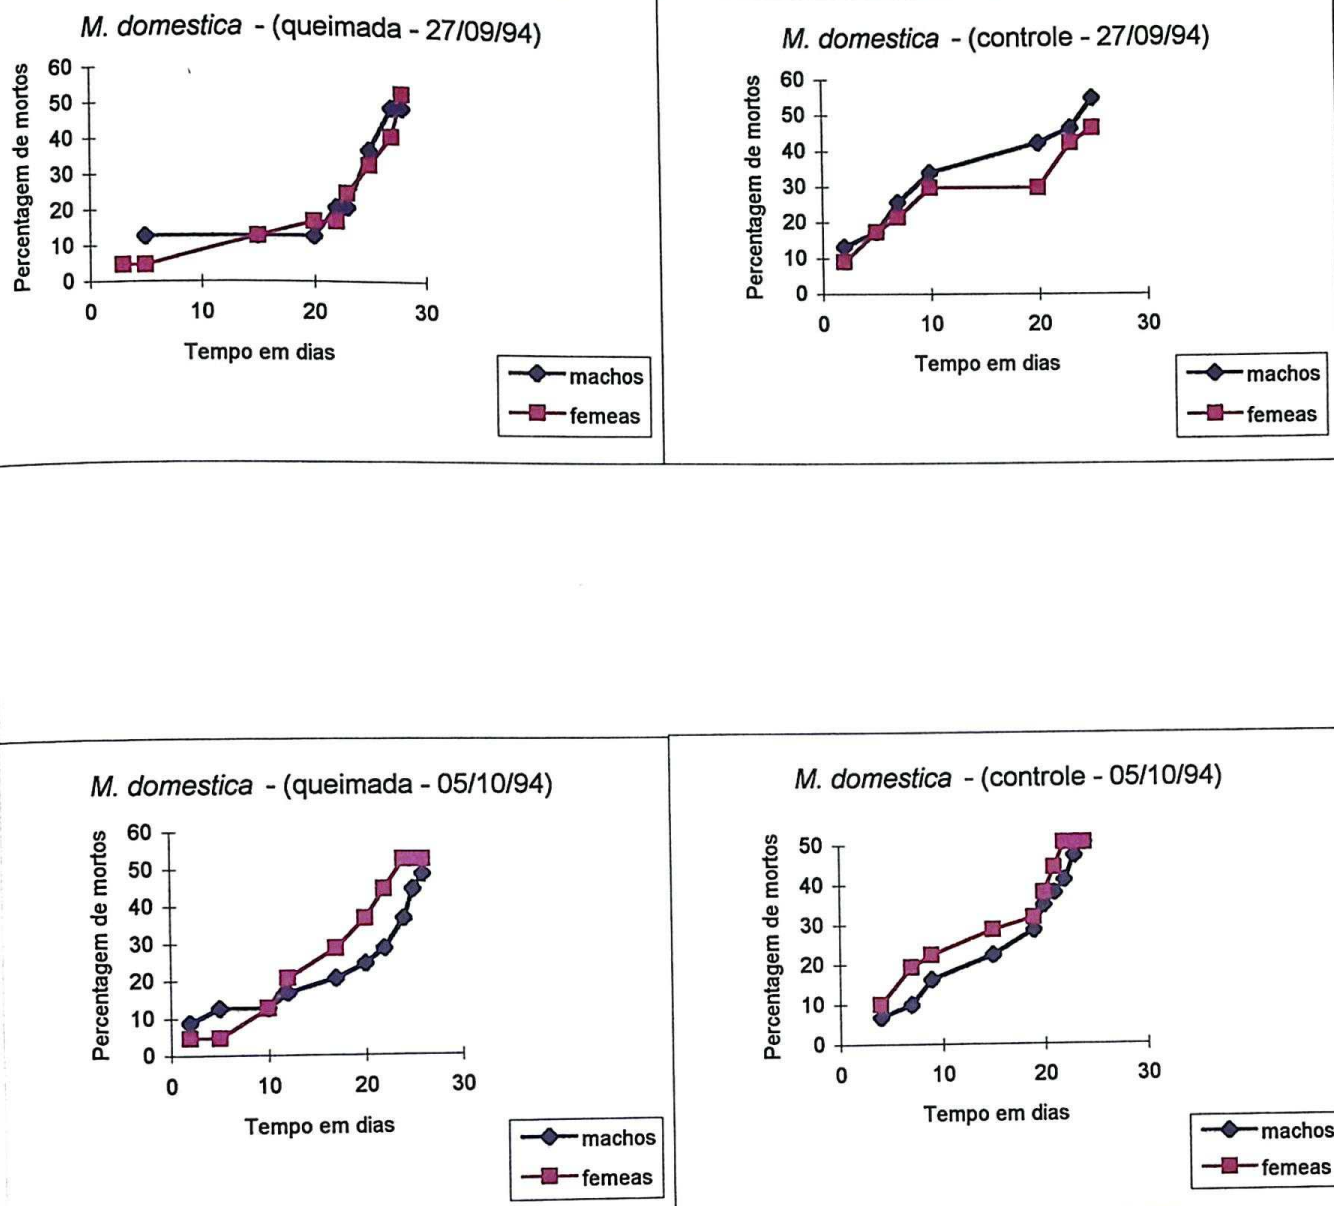 M. domestica - (queimada - 27/09/94)
Percentagem de mortos
60
50
40
30
20
10
0
0 10 20 30
Tempo em dias
machos
femeas
M. domestica - (controle - 27/09/94)
Percentagem de mortos
60
50
40
30
20
10
0
0 10 20 30
Tempo em dias
machos
femeas
M. domestica - (queimada - 05/10/94)
Percentagem de mortos
60
50
40
30
20
10
0
0 10 20 30
Tempo em dias
machos
femeas
M. domestica - (controle - 05/10/94)
Percentagem de mortos
50
40
30
20
10
0
0 10 20 30
Tempo em dias
machos
femeas